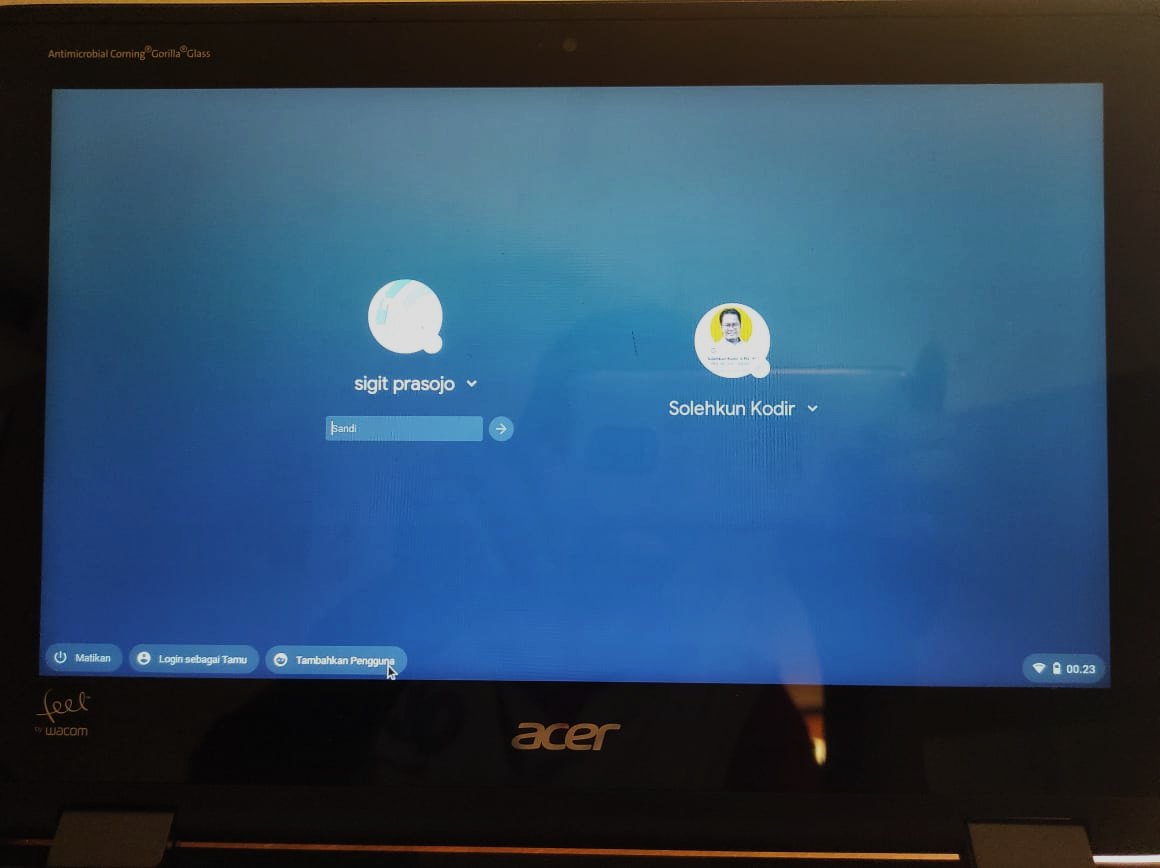 Antimicrobial Corning®Gorilla®Glass
sigit prasojo
Sandi
Solehkun Kodir
Matikan
Login sebagai Tamu
Tambahkan Pengguna
00.23
feel™
by wacom
acer